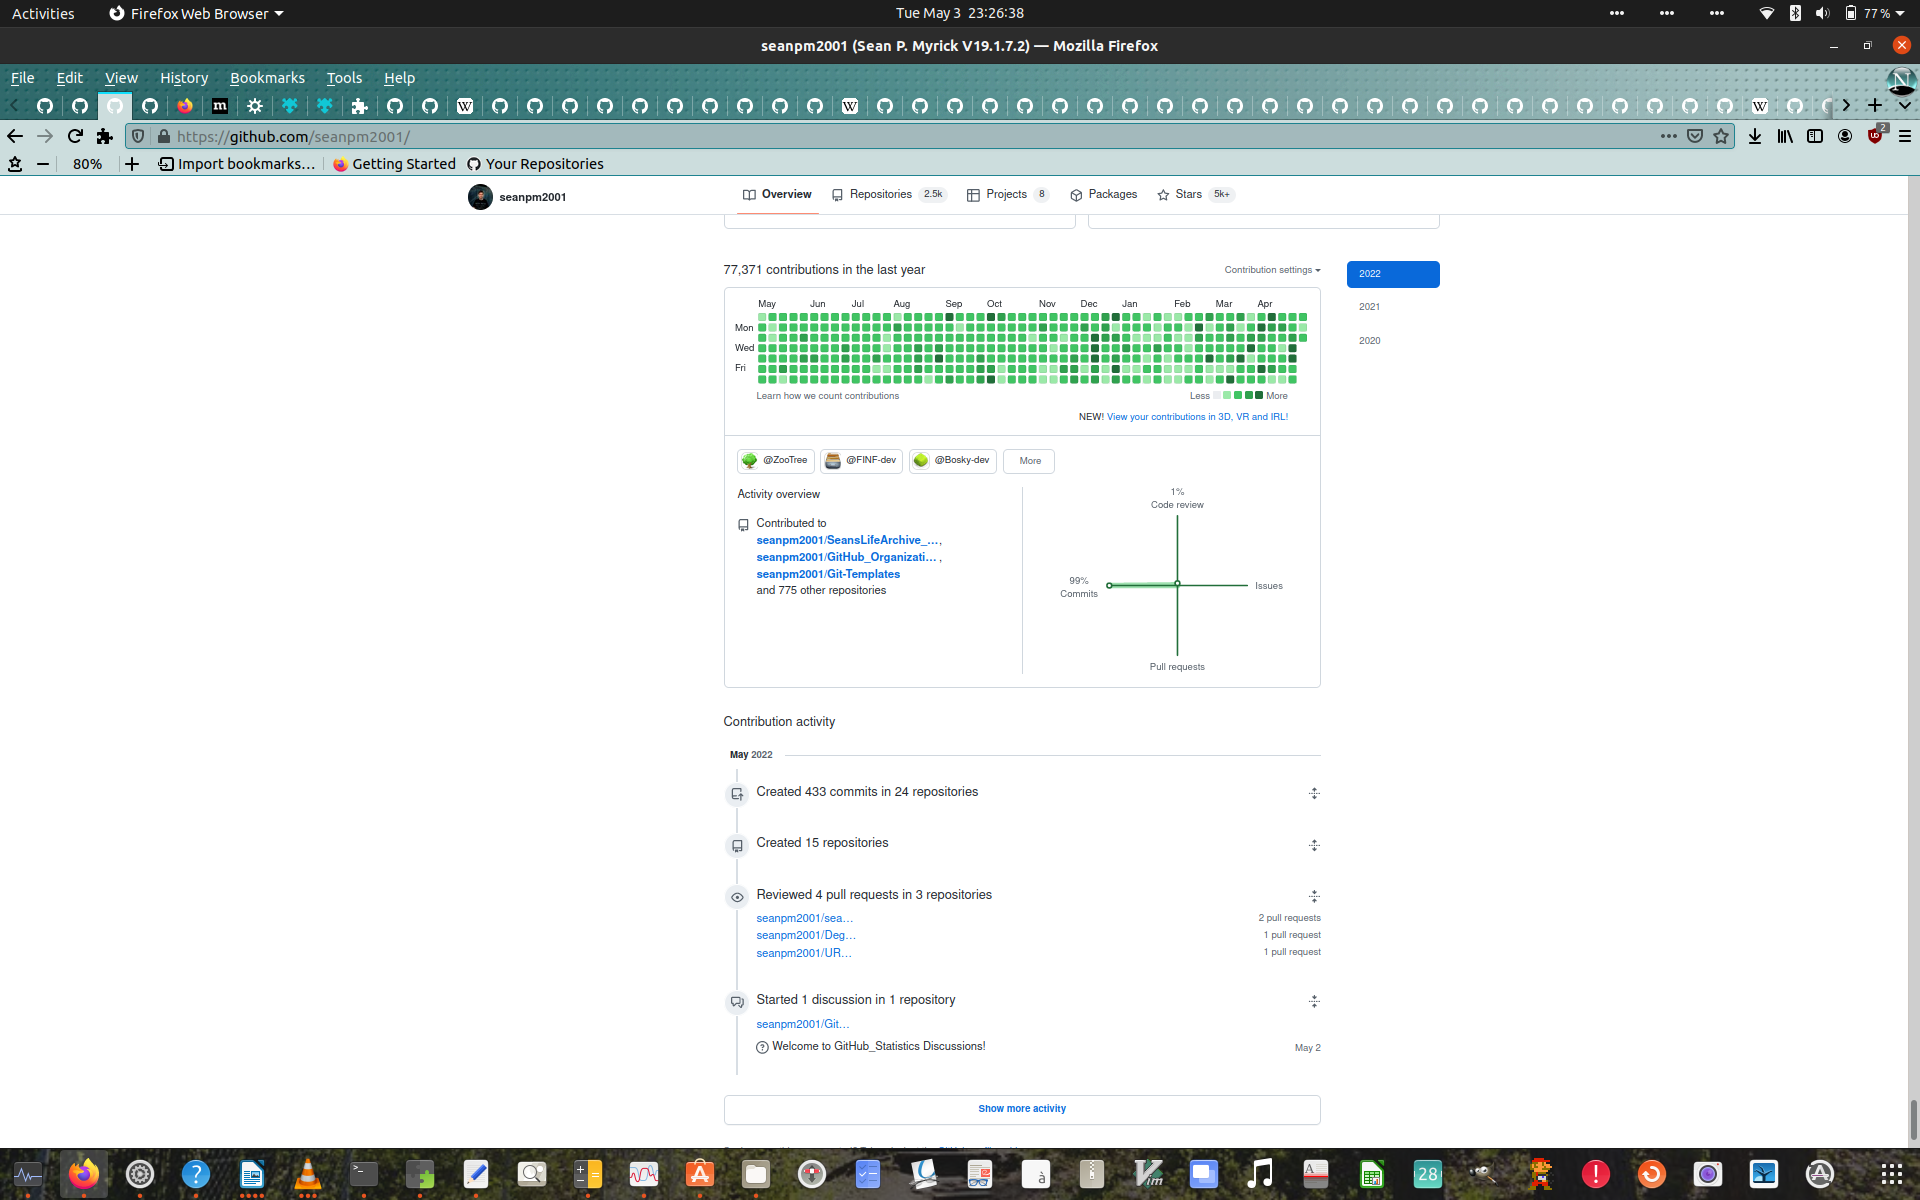 Activities
Firefox Web Browser
Tue May 3 23:26:38
77 %
seanpm2001 (Sean P. Myrick V19.1.7.2) — Mozilla Firefox
File Edit View History Bookmarks Tools Help
https://github.com/seanpm2001/
2
80%
Import bookmarks...
Getting Started
Your Repositories
seanpm2001
Overview
Repositories 2.5k
Projects 8
Packages
Stars 5k+
77,371 contributions in the last year
Contribution settings
2022
2021
2020
May Jun Jul Aug Sep Oct Nov Dec Jan Feb Mar Apr
Mon
Wed
Fri
Learn how we count contributions
Less More
NEW! View your contributions in 3D, VR and IRL!
@ZooTree
@FINF-dev
@Bosky-dev
More
Activity overview
Contributed to
seanpm2001/SeansLifeArchive_...,
seanpm2001/GitHub_Organizati... ,
seanpm2001/Git-Templates
and 775 other repositories
1%
Code review
99%
Commits
Issues
Pull requests
Contribution activity
May 2022
Created 433 commits in 24 repositories
Created 15 repositories
Reviewed 4 pull requests in 3 repositories
seanpm2001/sea... 2 pull requests
seanpm2001/Deg... 1 pull request
seanpm2001/UR... 1 pull request
Started 1 discussion in 1 repository
seanpm2001/Git...
Welcome to GitHub_Statistics Discussions! May 2
Show more activity
28